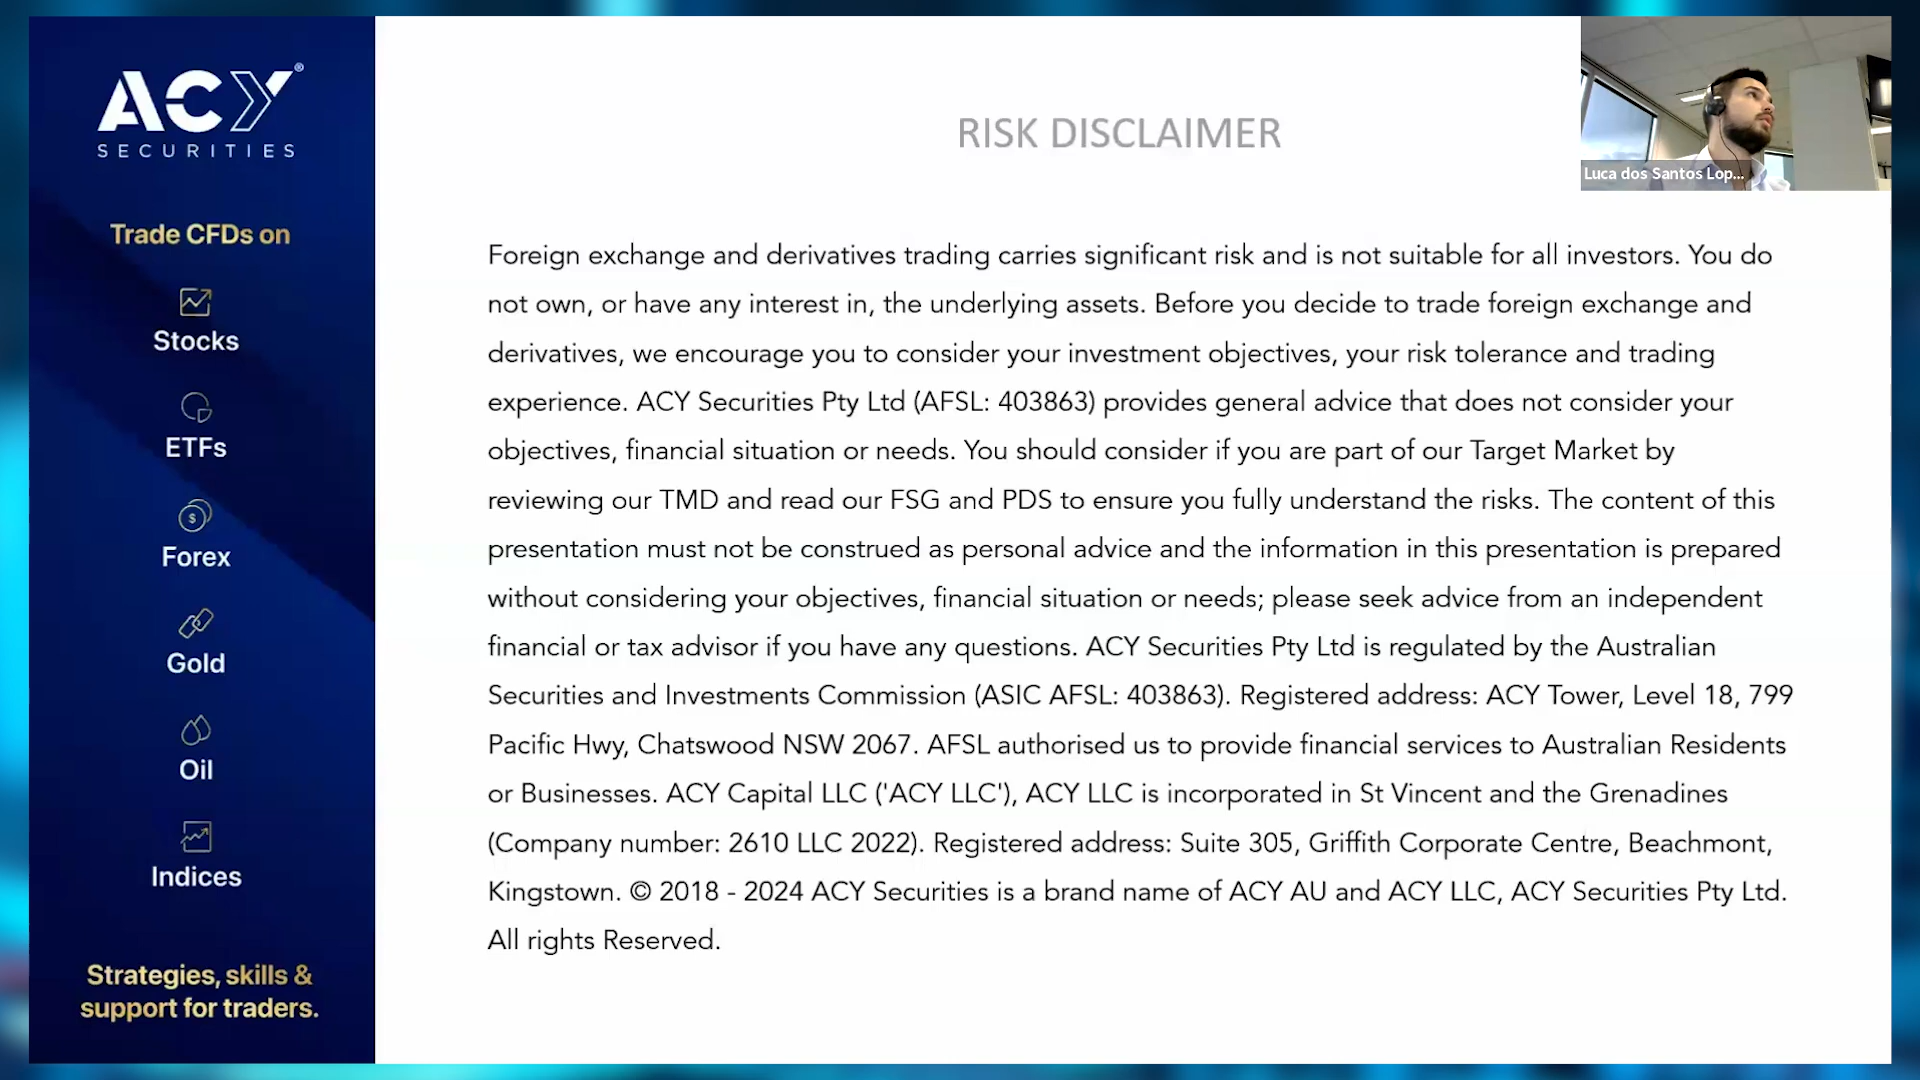 ACY®
SECURITIES
Trade CFDs on
Stocks
ETFs
$
Forex
Gold
Oil
Indices
Strategies, skills &
support for traders.
RISK DISCLAIMER
Luca dos Santos Lop...
Foreign exchange and derivatives trading carries significant risk and is not suitable for all investors. You do
not own, or have any interest in, the underlying assets. Before you decide to trade foreign exchange and
derivatives, we encourage you to consider your investment objectives, your risk tolerance and trading
experience. ACY Securities Pty Ltd (AFSL: 403863) provides general advice that does not consider your
objectives, financial situation or needs. You should consider if you are part of our Target Market by
reviewing our TMD and read our FSG and PDS to ensure you fully understand the risks. The content of this
presentation must not be construed as personal advice and the information in this presentation is prepared
without considering your objectives, financial situation or needs; please seek advice from an independent
financial or tax advisor if you have any questions. ACY Securities Pty Ltd is regulated by the Australian
Securities and Investments Commission (ASIC AFSL: 403863). Registered address: ACY Tower, Level 18, 799
Pacific Hwy, Chatswood NSW 2067. AFSL authorised us to provide financial services to Australian Residents
or Businesses. ACY Capital LLC ('ACY LLC'), ACY LLC is incorporated in St Vincent and the Grenadines
(Company number: 2610 LLC 2022). Registered address: Suite 305, Griffith Corporate Centre, Beachmont,
Kingstown. © 2018 - 2024 ACY Securities is a brand name of ACY AU and ACY LLC, ACY Securities Pty Ltd.
All rights Reserved.